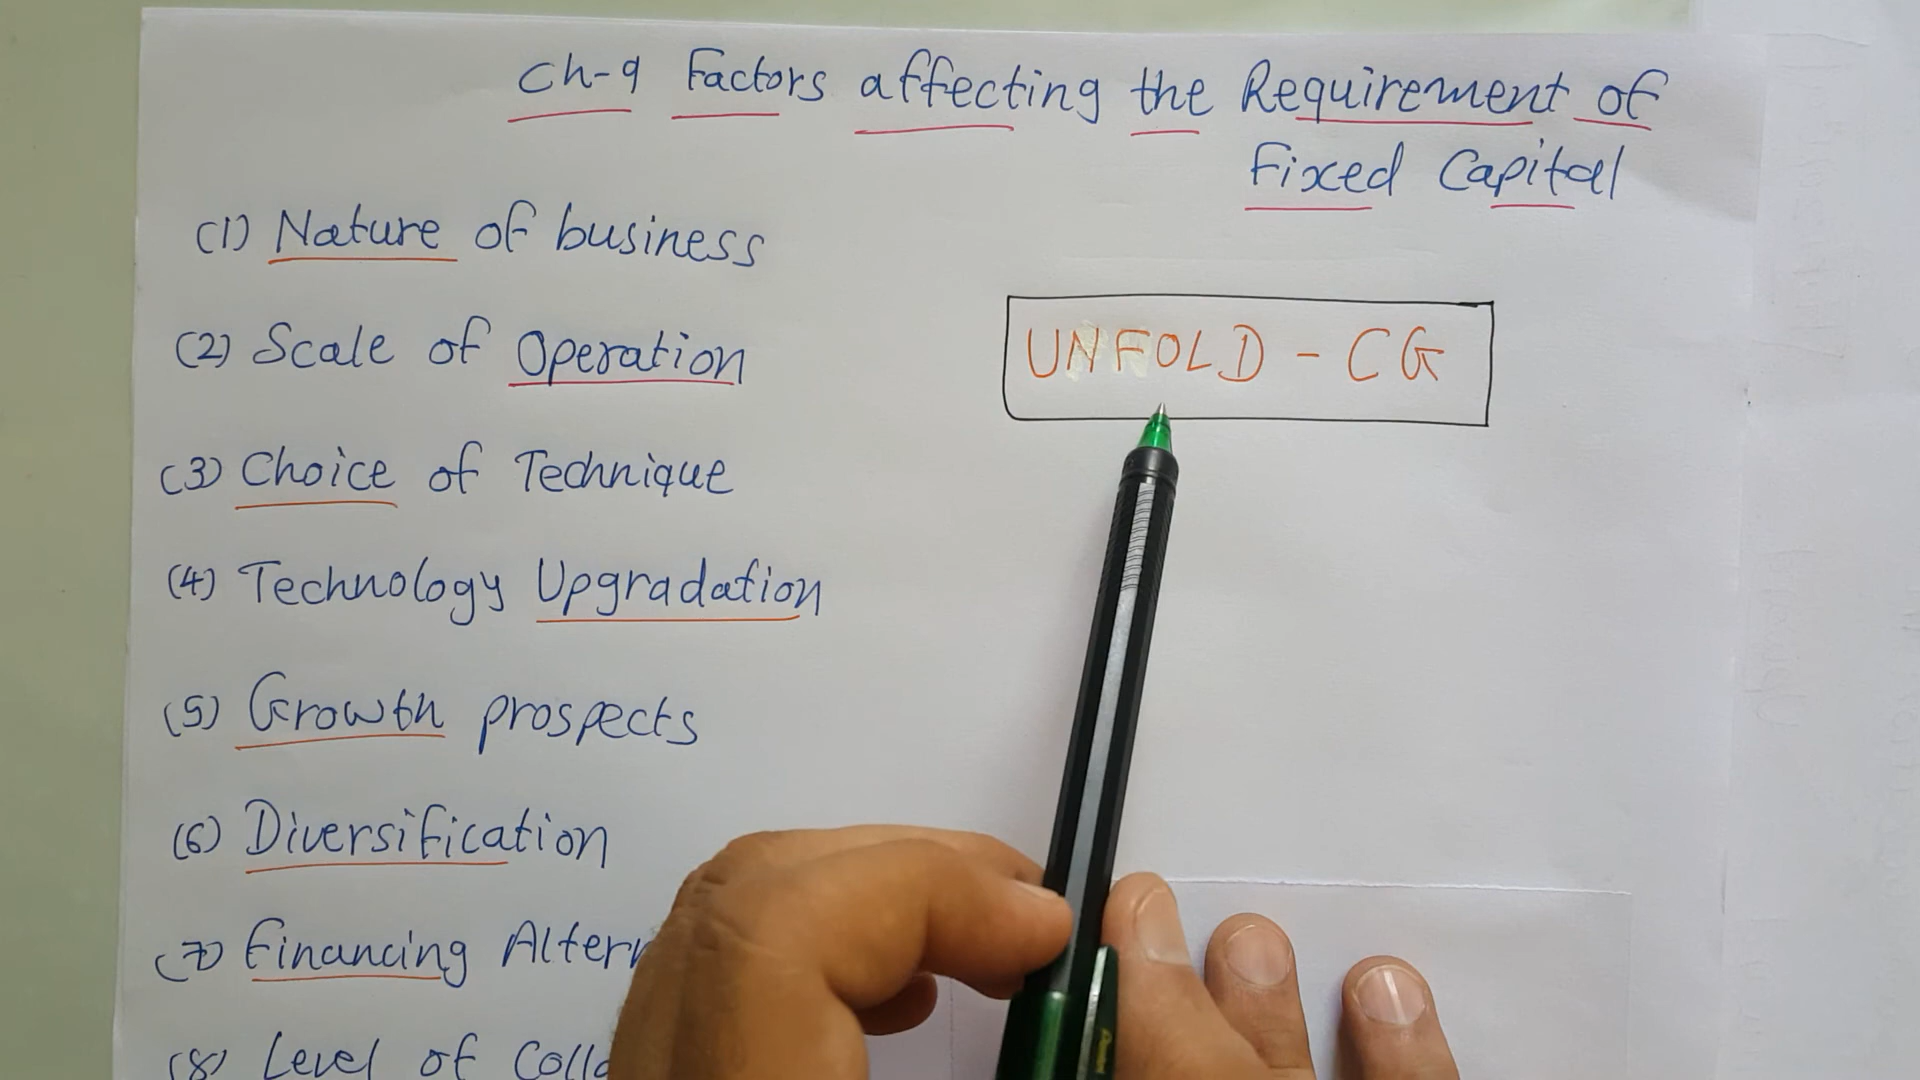 Ch-9 Factors affecting the Requirement of
Fixed Capital
(1) Nature of business
(2) Scale of Operation
UNFOLD - CG
(3) Choice of Technique
(4) Technology Upgradation
(5) Growth prospects
(6) Diversification
(7) Financing
(8) Level of